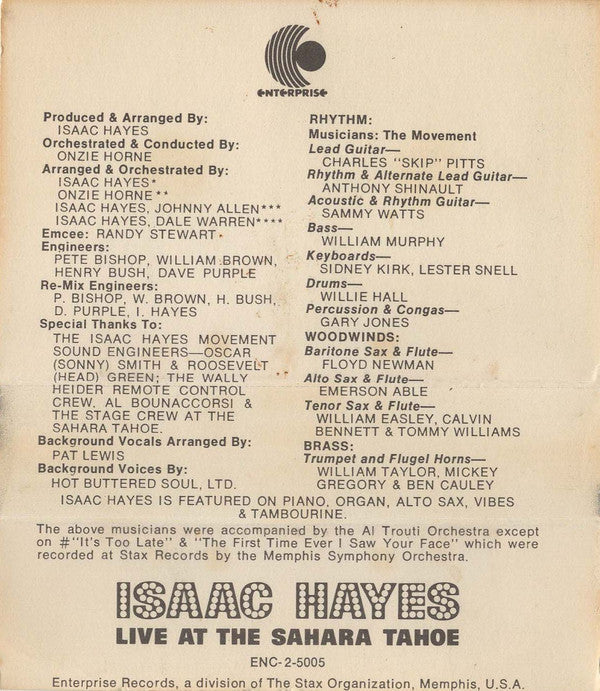 ENTERPRISE
Produced & Arranged By:
ISAAC HAYES
Orchestrated & Conducted By:
ONZIE HORNE
Arranged & Orchestrated By:
ISAAC HAYES*
ONZIE HORNE**
ISAAC HAYES, JOHNNY ALLEN***
ISAAC HAYES, DALE WARREN****
Emcee: RANDY STEWART
Engineers:
PETE BISHOP, WILLIAM BROWN,
HENRY BUSH, DAVE PURPLE
Re-Mix Engineers:
P. BISHOP, W. BROWN, H. BUSH,
D. PURPLE, I. HAYES
Special Thanks To:
THE ISAAC HAYES MOVEMENT
SOUND ENGINEERS—OSCAR
(SONNY) SMITH & ROOSEVELT
(HEAD) GREEN; THE WALLY
HEIDER REMOTE CONTROL
CREW, AL BOUNACCORSI &
THE STAGE CREW AT THE
SAHARA TAHOE.
Background Vocals Arranged By:
PAT LEWIS
Background Voices By:
HOT BUTTERED SOUL, LTD.
RHYTHM:
Musicians: The Movement
Lead Guitar—
CHARLES "SKIP" PITTS
Rhythm & Alternate Lead Guitar—
ANTHONY SHINAULT
Acoustic & Rhythm Guitar—
SAMMY WATTS
Bass—
WILLIAM MURPHY
Keyboards—
SIDNEY KIRK, LESTER SNELL
Drums—
WILLIE HALL
Percussion & Congas—
GARY JONES
WOODWINDS:
Baritone Sax & Flute—
FLOYD NEWMAN
Alto Sax & Flute—
EMERSON ABLE
Tenor Sax & Flute—
WILLIAM EASLEY, CALVIN
BENNETT & TOMMY WILLIAMS
BRASS:
Trumpet and Flugel Horns—
WILLIAM TAYLOR, MICKEY
GREGORY & BEN CAULEY
ISAAC HAYES IS FEATURED ON PIANO, ORGAN, ALTO SAX, VIBES
& TAMBOURINE.
The above musicians were accompanied by the Al Trouti Orchestra except
on #"It's Too Late" & "The First Time Ever I Saw Your Face" which were
recorded at Stax Records by the Memphis Symphony Orchestra.
ISAAC HAYES
LIVE AT THE SAHARA TAHOE
ENC-2-5005
Enterprise Records, a division of The Stax Organization, Memphis, U.S.A.